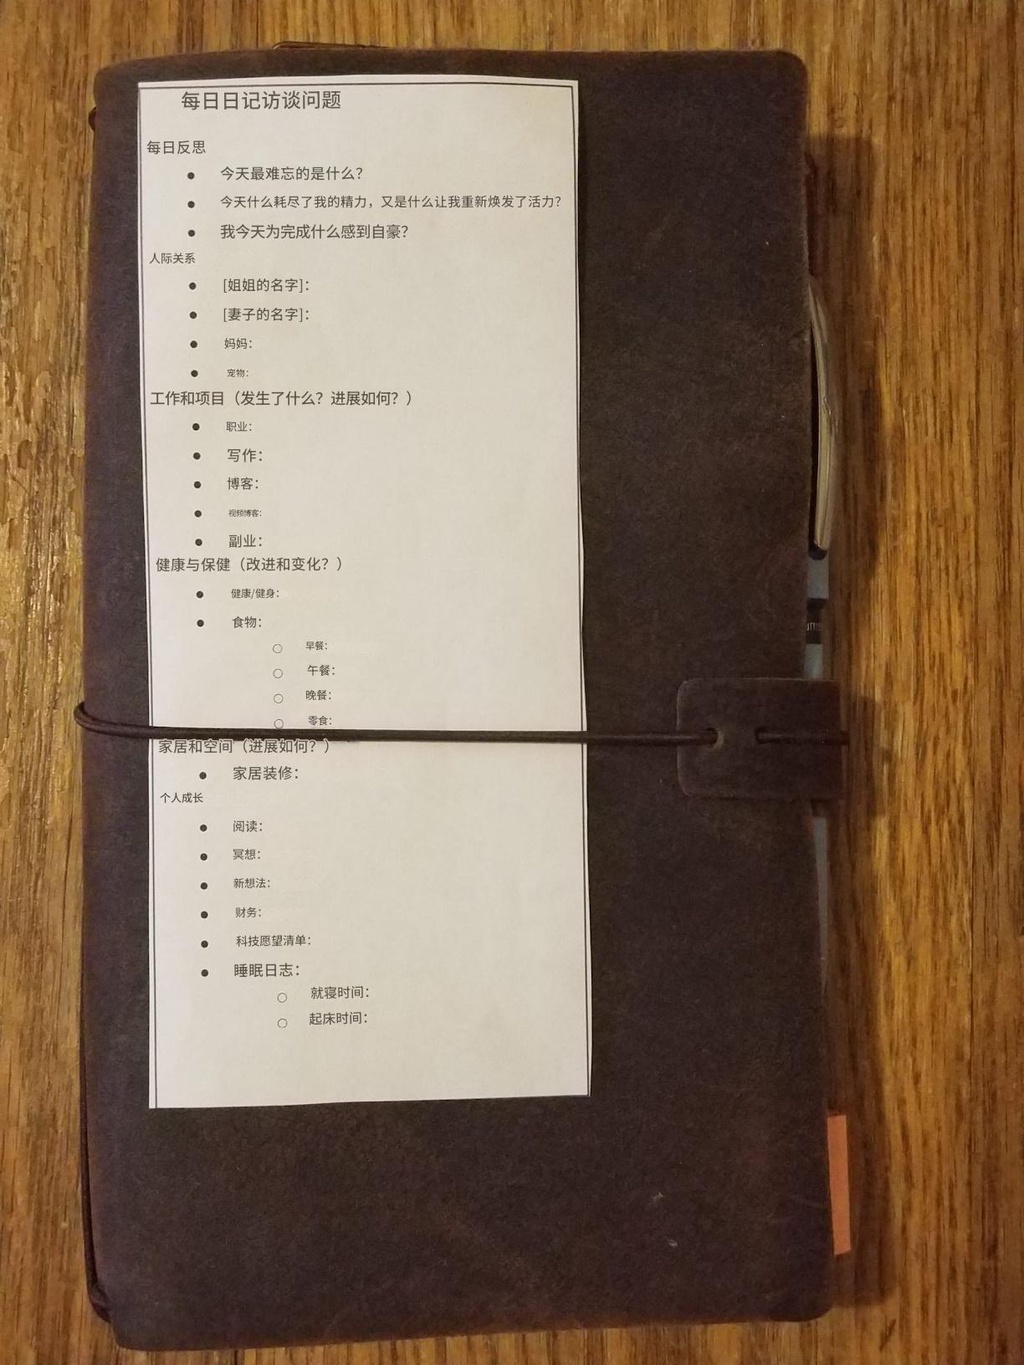 每日日记访谈问题
每日反思
● 今天最难忘的是什么？
● 今天什么耗尽了我的精力，又是什么让我重新焕发了活力？
● 我今天为完成什么感到自豪？
人际关系
● [姐姐的名字]：
● [妻子的名字]：
● 妈妈：
● 宠物：
工作和项目（发生了什么？进展如何？）
● 职业：
● 写作：
● 博客：
● 视频博客：
● 副业：
健康与保健（改进和变化？）
● 健康/健身：
● 食物：
○ 早餐：
○ 午餐：
○ 晚餐：
○ 零食：
家居和空间（进展如何？）
● 家居装修：
个人成长
● 阅读：
● 冥想：
● 新想法：
● 财务：
● 科技愿望清单：
● 睡眠日志：
○ 就寝时间：
○ 起床时间：